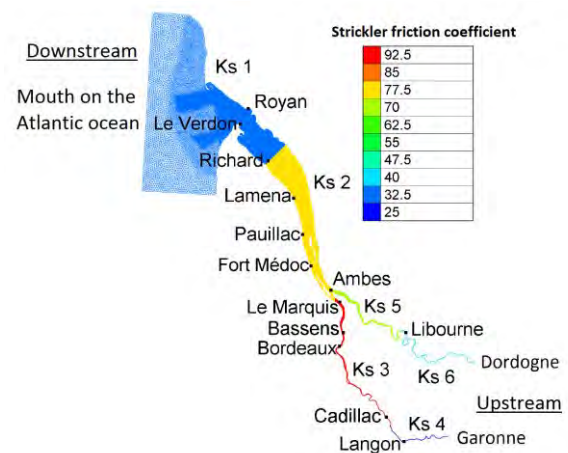 Downstream
Mouth on the
Atlantic ocean
Ks 1
Royan
Le Verdon
Richard
Ks 2
Lamena
Pauillac
Fort Médoc
Ambes
Le Marquis
Ks 5
Bassens
Libourne
Bordeaux
Ks 3
Ks 6
Dordogne
Upstream
Cadillac
Ks 4
Langon
Garonne
Strickler friction coefficient
92.5
85
77.5
70
62.5
55
47.5
40
32.5
25